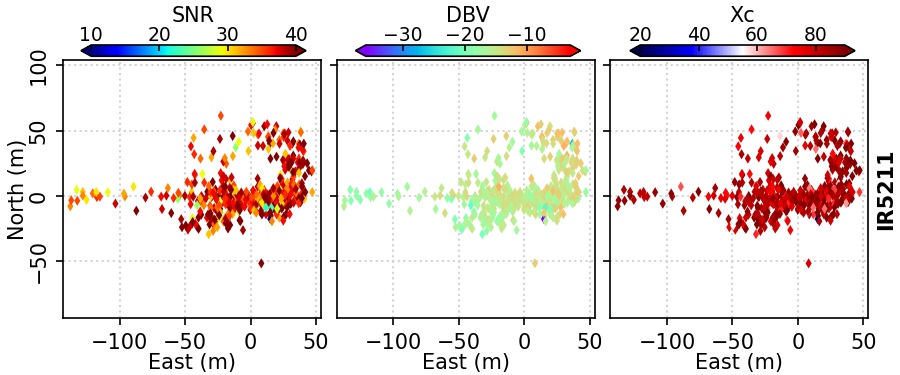 SNR DBV Xc
10 20 30 40 −30 −20 −10 20 40 60 80
100
50
0
−50
North (m)
IR5211
−100 −50 0 50 −100 −50 0 50 −100 −50 0 50
East (m) East (m) East (m)